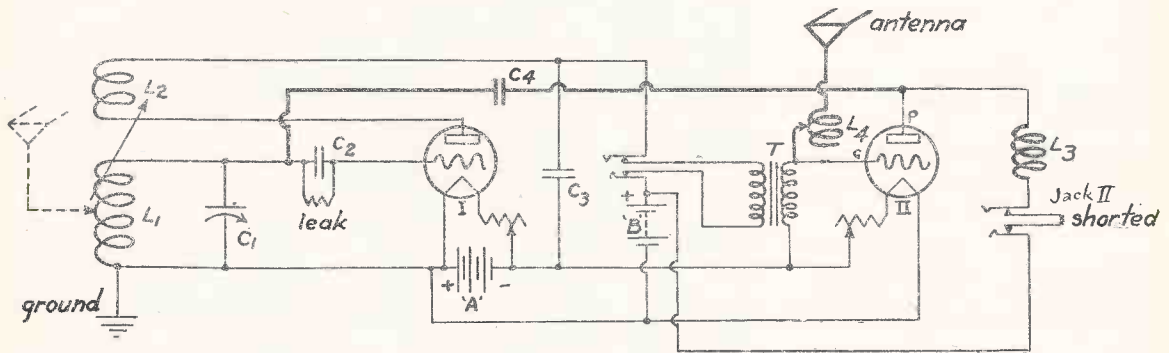 antenna
C4
L2
P
L4
C2
T
G
L3
I
II
Jack II
shorted
C3
+
'B'
leak
L1
C1
+ 'A' -
ground